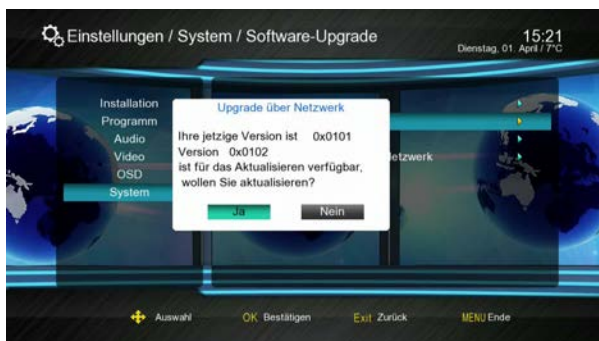 Einstellungen / System / Software-Upgrade
15:21
Dienstag, 01. April / 7°C
Installation
Programm
Audio
Video
OSD
System
Upgrade über Netzwerk
Ihre jetzige Version ist 0x0101
Version 0x0102
ist für das Aktualisieren verfügbar,
wollen Sie aktualisieren?
Ja Nein
etzwerk
Auswahl OK Bestätigen Exit Zurück MENU Ende